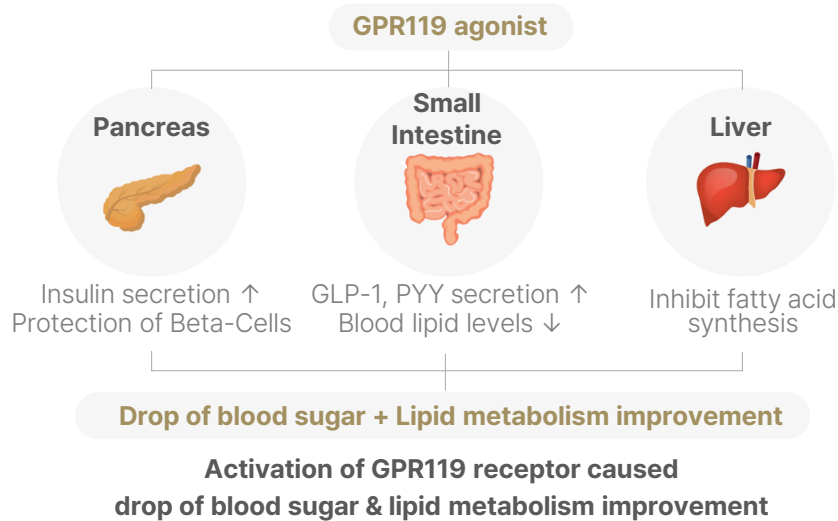 GPR119 agonist
Pancreas
Small
Intestine
Liver
Insulin secretion ↑
Protection of Beta-Cells
GLP-1, PYY secretion ↑
Blood lipid levels ↓
Inhibit fatty acid
synthesis
Drop of blood sugar + Lipid metabolism improvement
Activation of GPR119 receptor caused
drop of blood sugar & lipid metabolism improvement